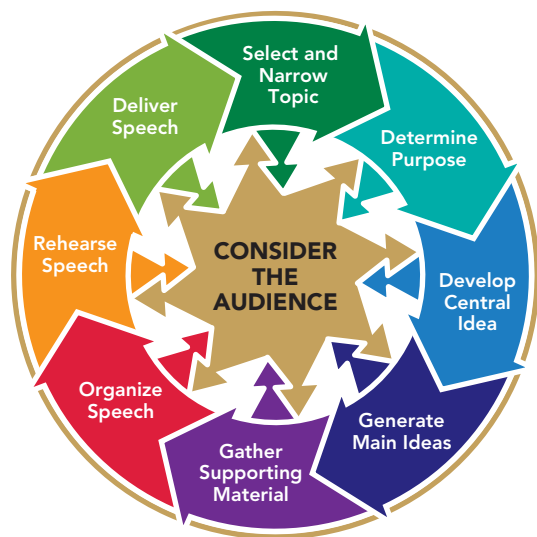 Select and
Narrow
Topic
Determine
Purpose
Develop
Central
Idea
Generate
Main Ideas
Gather
Supporting
Material
Organize
Speech
Rehearse
Speech
Deliver
Speech
CONSIDER
THE
AUDIENCE